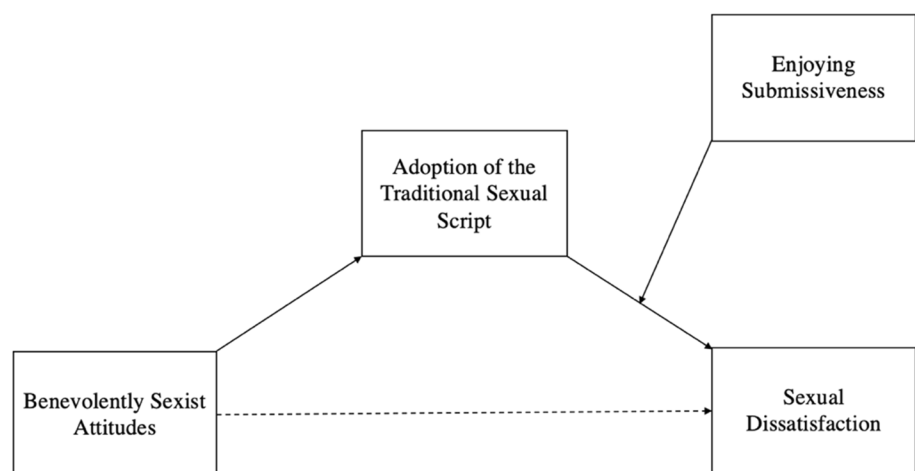 Enjoying
Submissiveness
Adoption of the
Traditional Sexual
Script
Benevolently Sexist
Attitudes
Sexual
Dissatisfaction